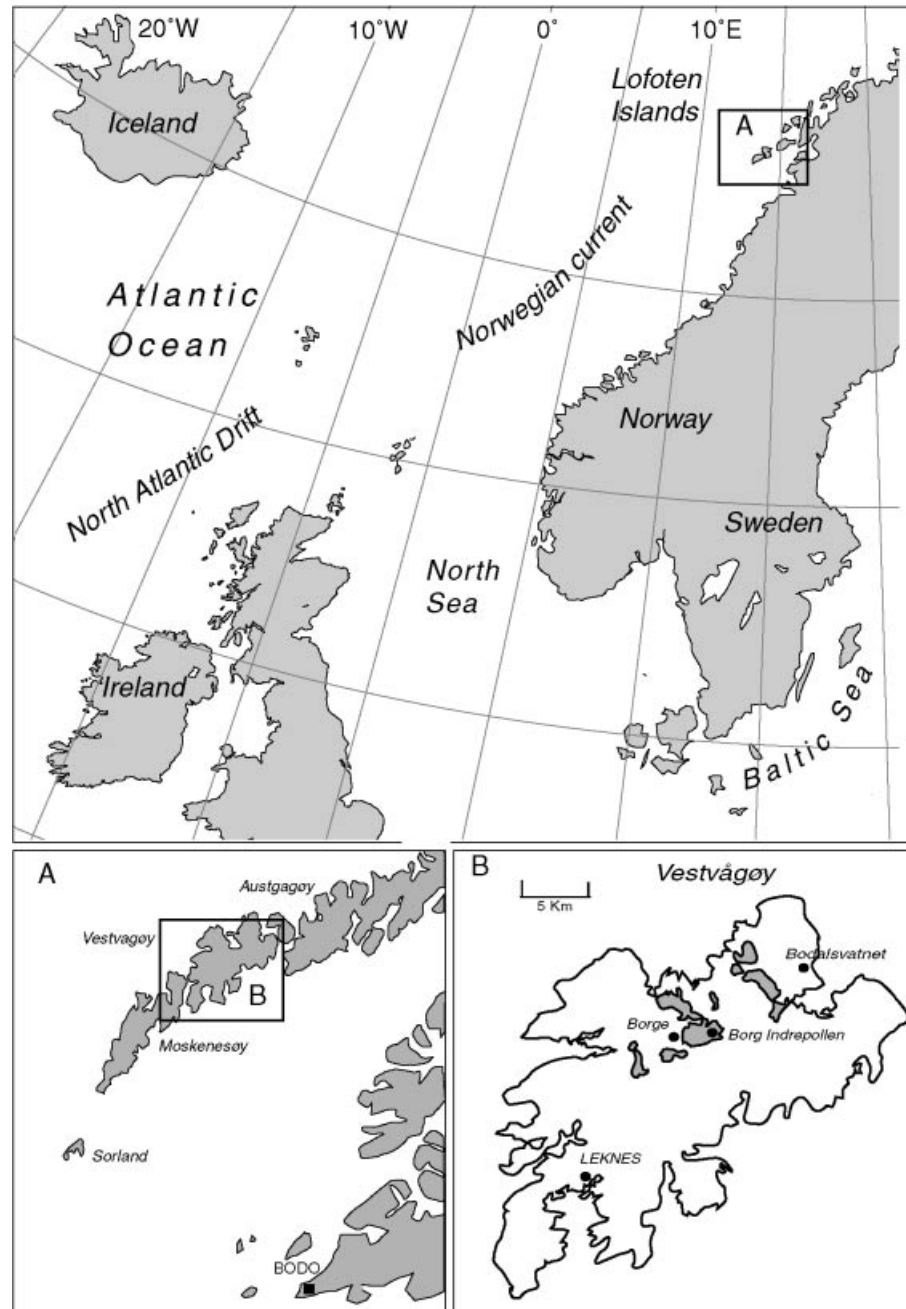 20°W
10°W
0°
10°E
Lofoten
Islands
A
Iceland
Norwegian current
Atlantic
Ocean
North Atlantic Drift
Norway
Sweden
North
Sea
Ireland
Baltic Sea
A
Austgagøy
Vestvagøy
B
Moskenesøy
Sorland
BODO
B
Vestvågøy
5 Km
Bodalsvatnet
Borge
Borg Indrepollen
LEKNES